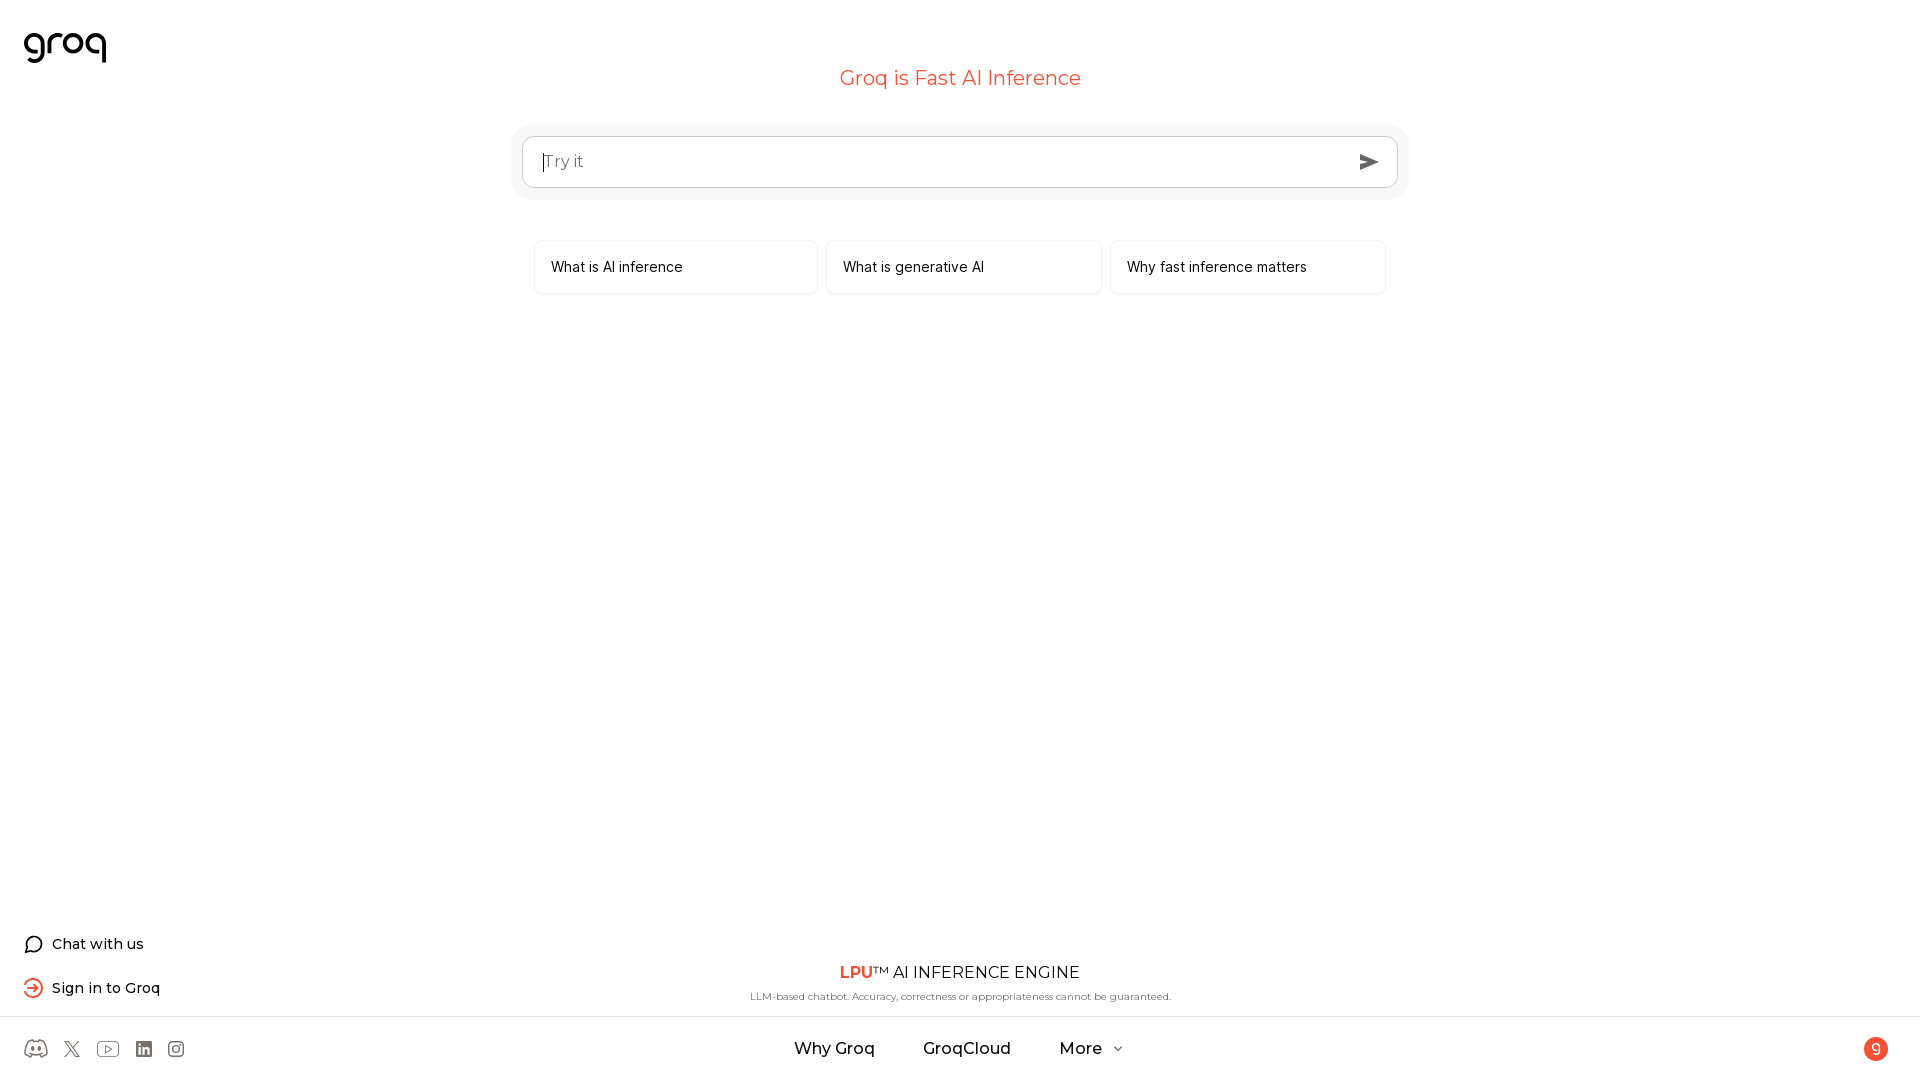 groq
Groq is Fast AI Inference
Try it
What is AI inference
What is generative AI
Why fast inference matters
Chat with us
Sign in to Groq
LPU™ AI INFERENCE ENGINE
LLM-based chatbot. Accuracy, correctness or appropriateness cannot be guaranteed.
Why Groq
GroqCloud
More
g